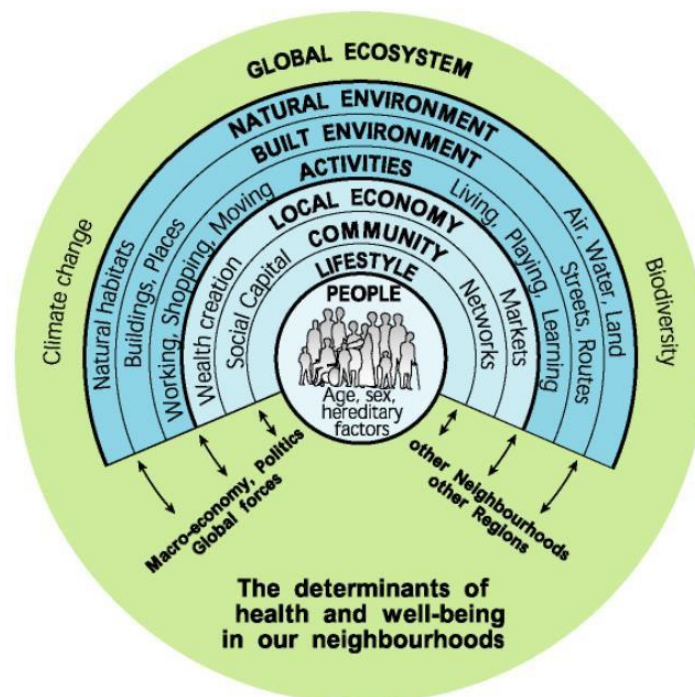 GLOBAL ECOSYSTEM
NATURAL ENVIRONMENT
BUILT ENVIRONMENT
ACTIVITIES
LOCAL ECONOMY
COMMUNITY
LIFESTYLE
PEOPLE
Age, sex,
hereditary
factors
Climate change
Natural habitats
Buildings, Places
Working, Shopping, Moving
Wealth creation
Social Capital
Networks
Markets
Living, Playing, Learning
Streets, Routes
Air, Water, Land
Biodiversity
Macro-economy, Politics
Global forces
other Neighbourhoods
other Regions
The determinants of
health and well-being
in our neighbourhoods